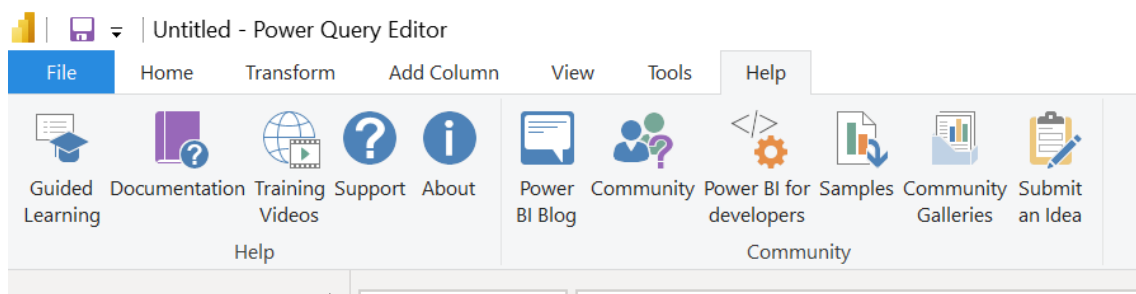 Untitled - Power Query Editor
File Home Transform Add Column View Tools Help
Guided Learning
Documentation
Training Videos
Support
About
Help
Power BI Blog
Community
Power BI for developers
Samples
Community Galleries
Submit an Idea
Community